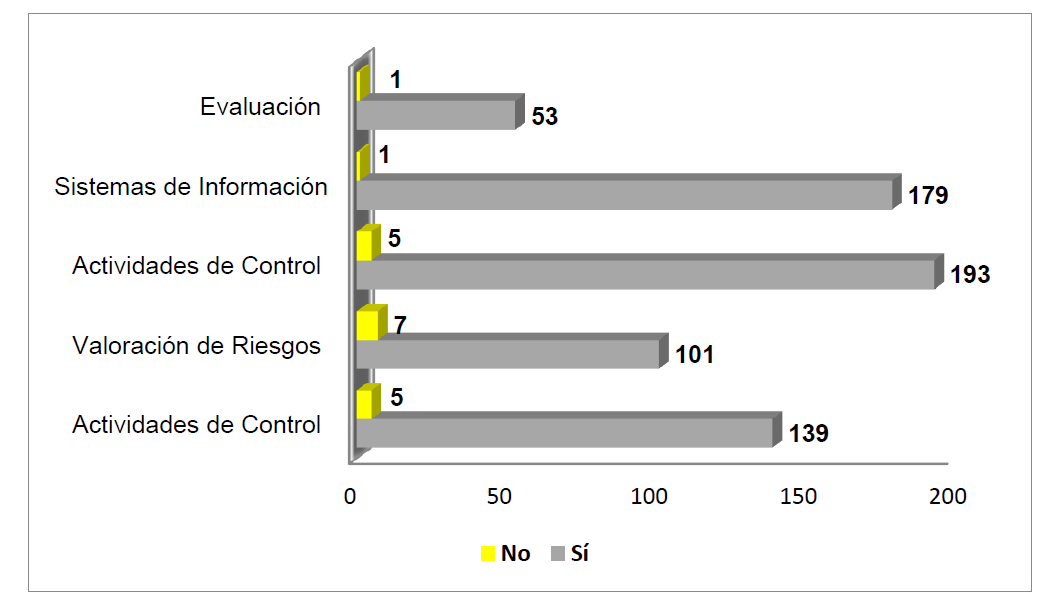 1
Evaluación
53
1
Sistemas de Información
179
5
Actividades de Control
193
7
Valoración de Riesgos
101
5
Actividades de Control
139
0 50 100 150 200
No Sí